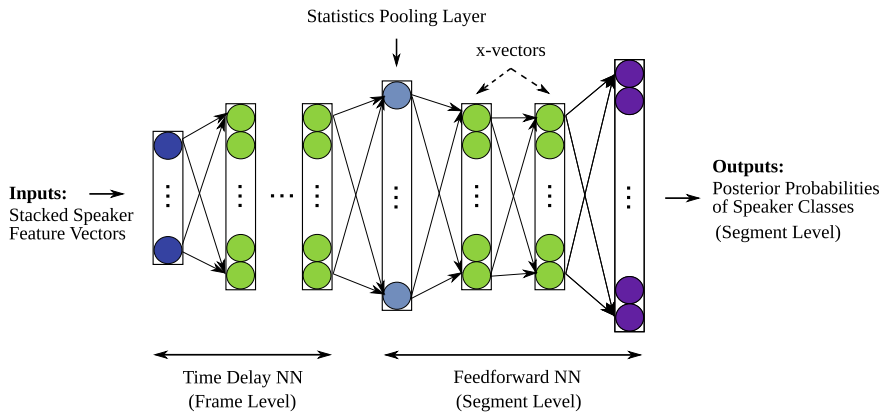 Statistics Pooling Layer
x-vectors
Inputs:
Stacked Speaker
Feature Vectors
Outputs:
Posterior Probabilities
of Speaker Classes
(Segment Level)
Time Delay NN
(Frame Level)
Feedforward NN
(Segment Level)